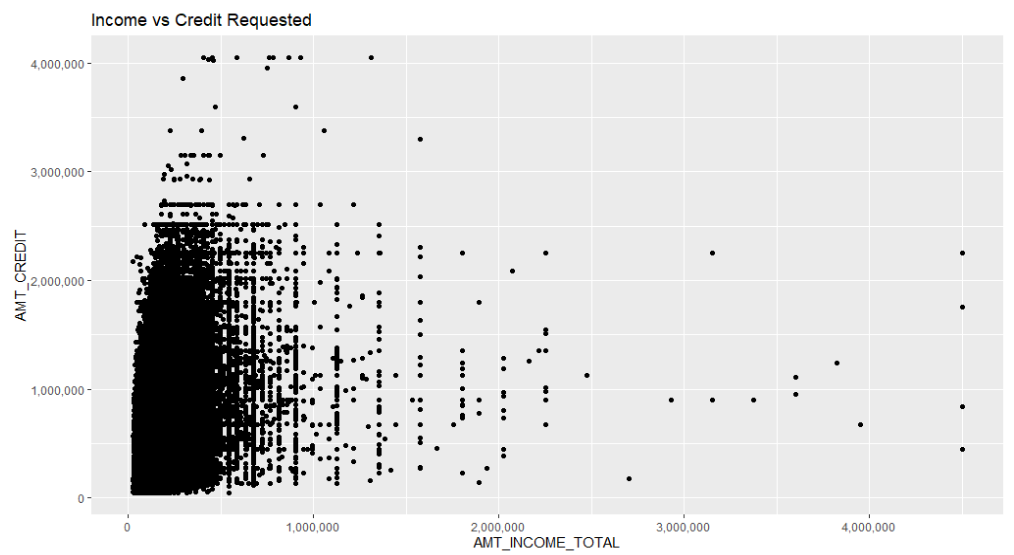 Income vs Credit Requested
AMT_CREDIT
4,000,000
3,000,000
2,000,000
1,000,000
0
0 1,000,000 2,000,000 3,000,000 4,000,000
AMT_INCOME_TOTAL